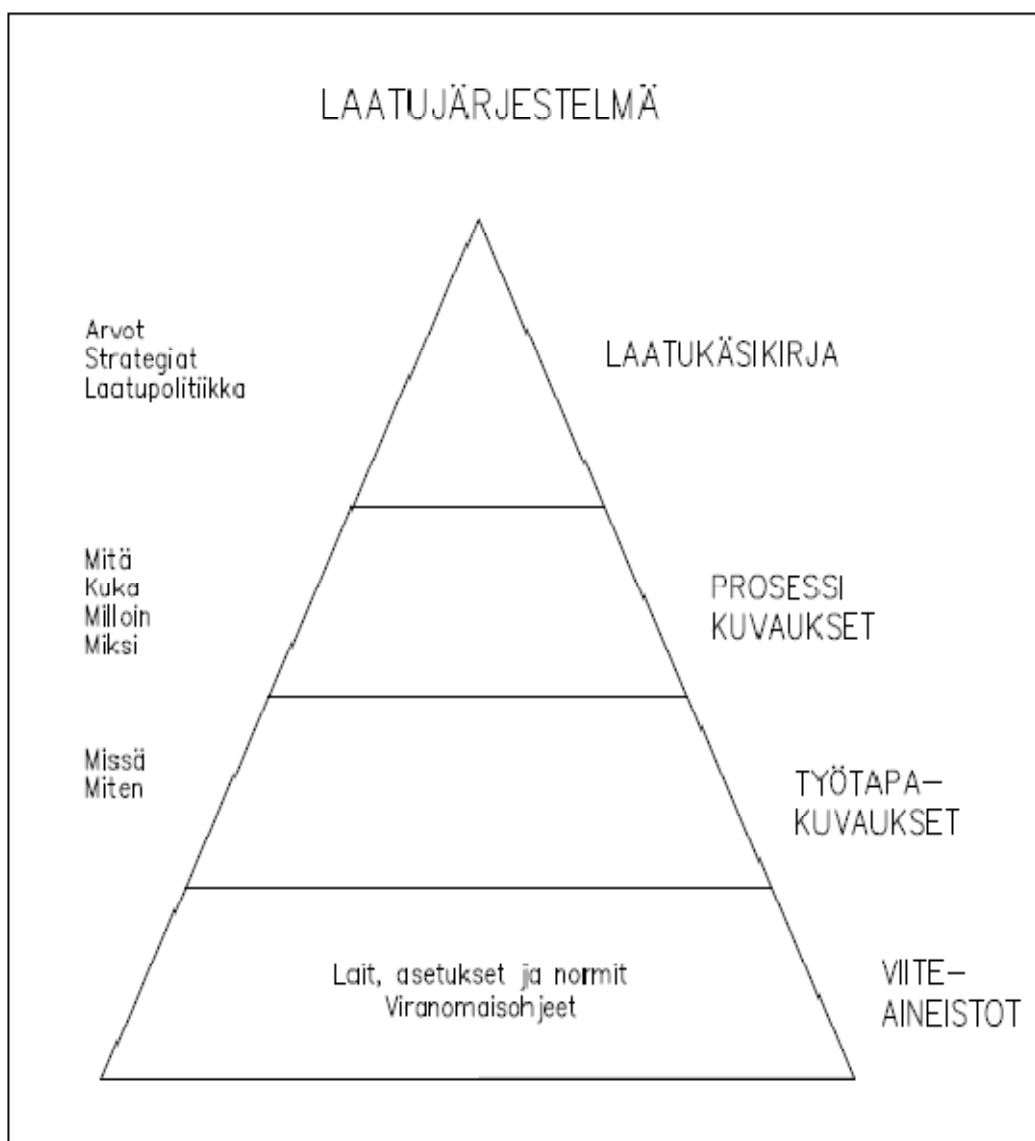 LAATUJÄRJESTELMÄ
Arvot
Strategiat
Laatupolitiikka
LAATUKÄSIKIRJA
Mitä
Kuka
Milloin
Miksi
PROSESSI
KUVAUKSET
Missä
Miten
TYÖTAPA–
KUVAUKSET
Lait, asetukset ja normit
Viranomaisohjeet
VIITE–
AINEISTOT